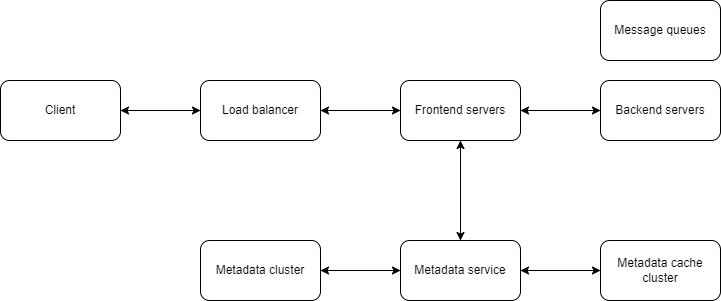 Message queues
Client
Load balancer
Frontend servers
Backend servers
Metadata cluster
Metadata service
Metadata cache
cluster